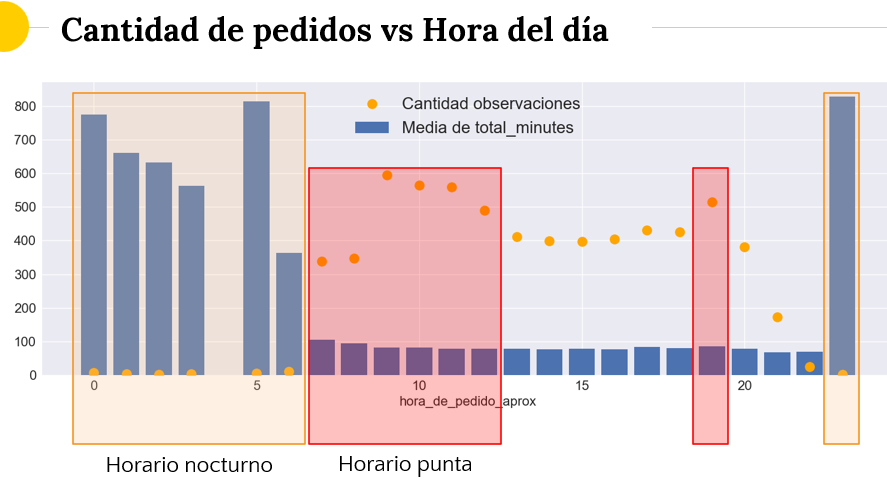 Cantidad de pedidos vs Hora del día
Cantidad observaciones
Media de total_minutes
800
700
600
500
400
300
200
100
0
0 5 10 15 20
hora_de_pedido_aprox
Horario nocturno Horario punta